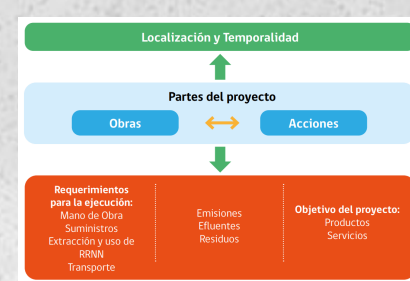 Localización y Temporalidad
Partes del proyecto
Obras
Acciones
Requerimientos
para la ejecución:
Mano de Obra
Suministros
Extracción y uso de
RRNN
Transporte
Emisiones
Efluentes
Residuos
Objetivo del proyecto:
Productos
Servicios